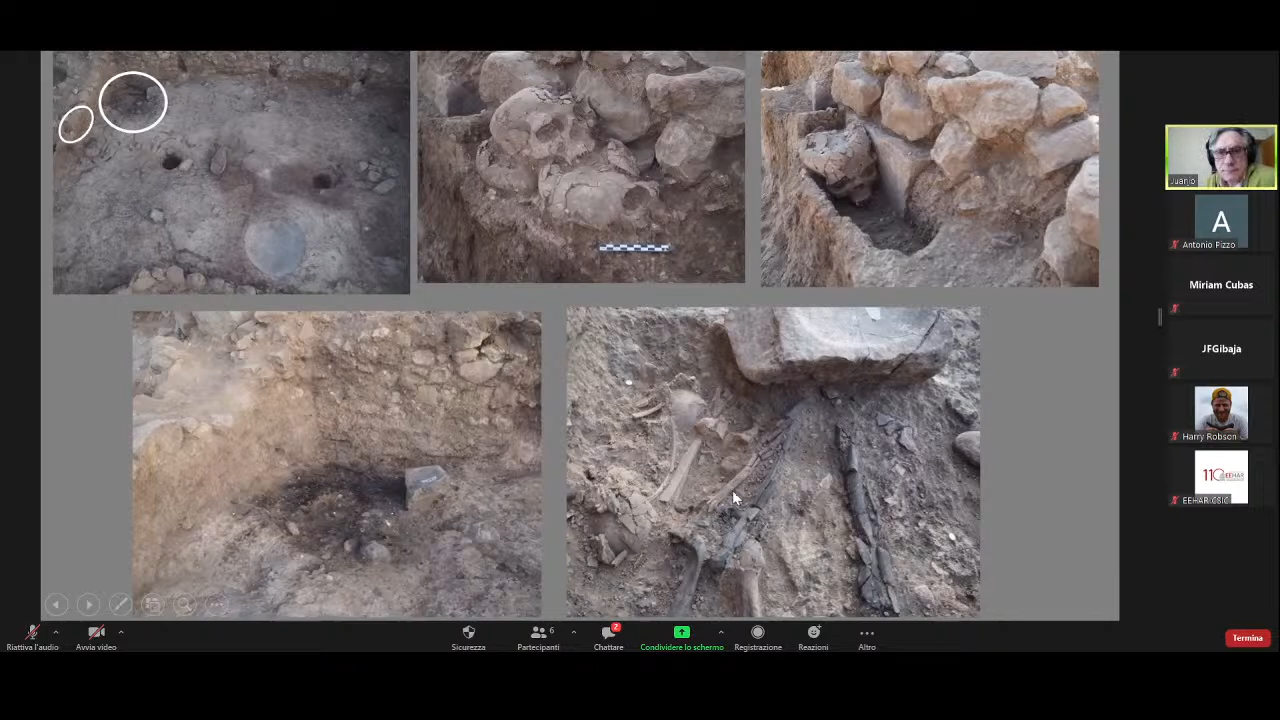 Juanjo
A
Antonio Pizzo
Miriam Cubas
JFGibaja
Harry Robson
EEHAR CSIC
6
2
Riattiva l'audio
Avvia video
Sicurezza
Partecipanti
Chattare
Condividere lo schermo
Registrazione
Reazioni
Altro
Termina